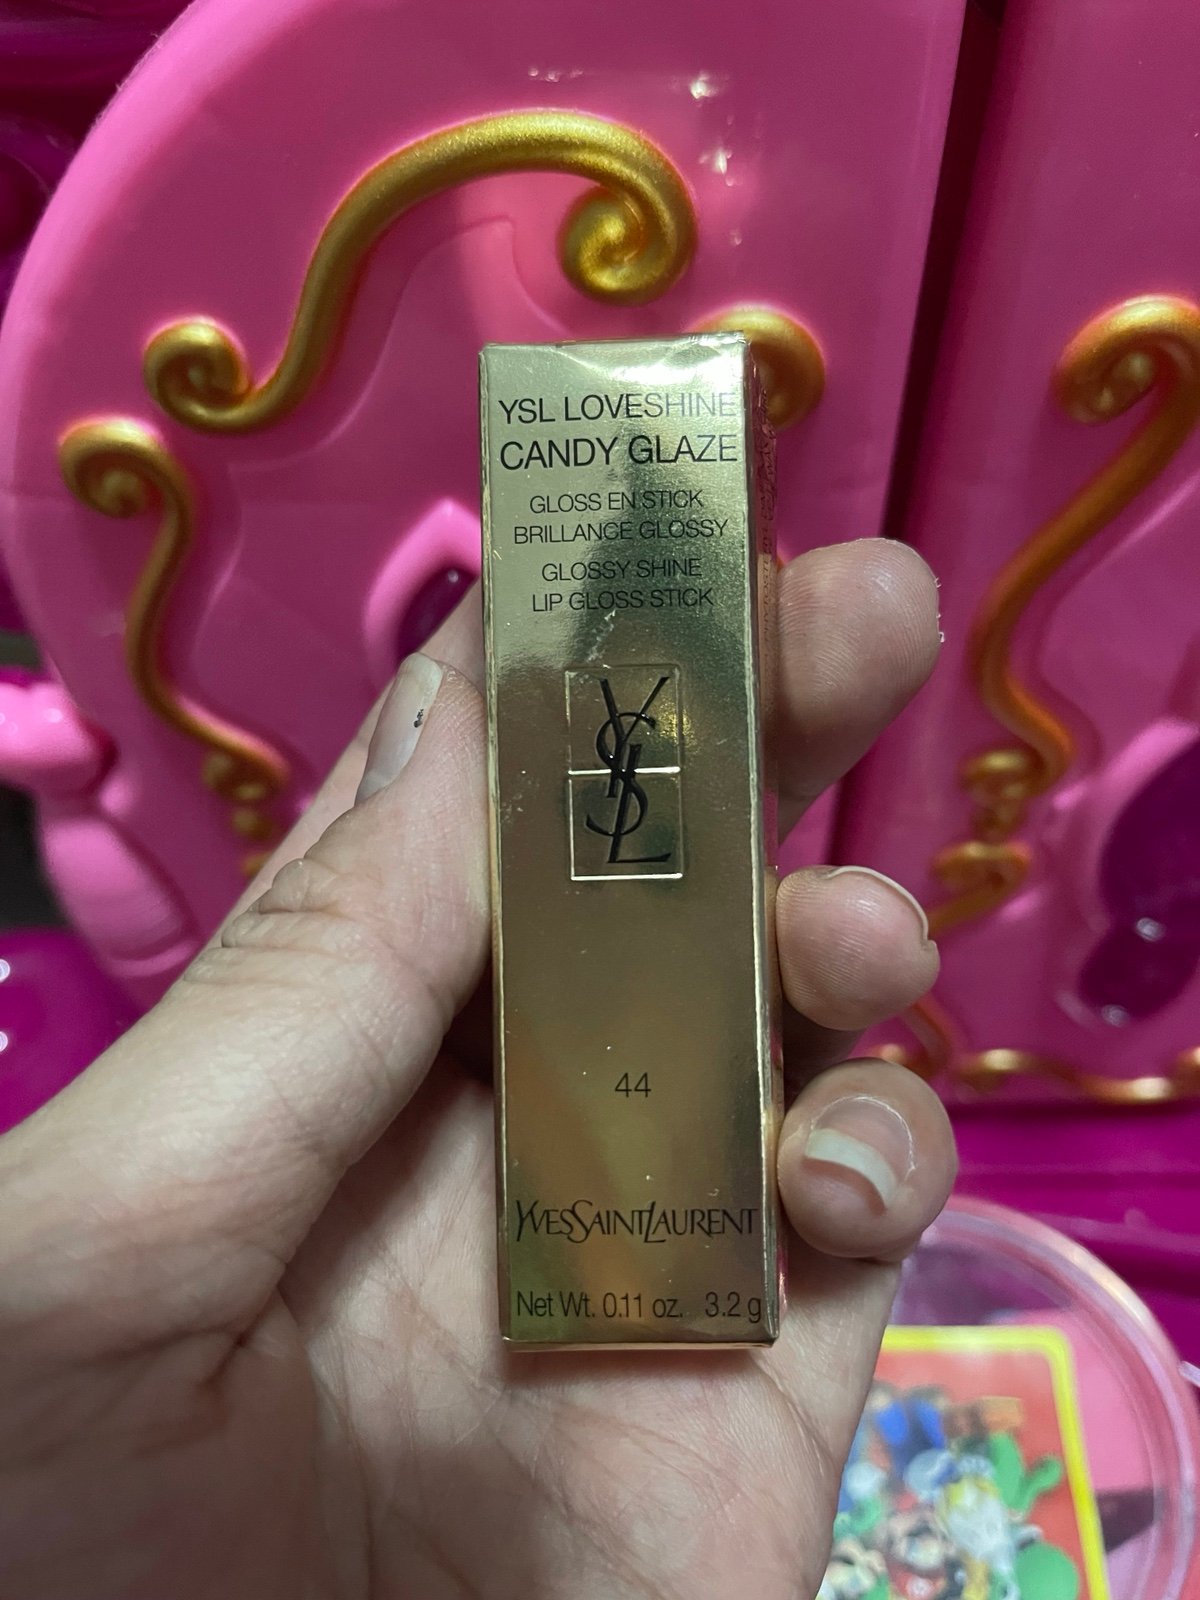 YSL LOVESHINE
CANDY GLAZE
GLOSS EN STICK
BRILLANCE GLOSSY
GLOSSY SHINE
LIP GLOSS STICK
YSL
44
YVESSAINTLAURENT
Net Wt. 0.11 oz. 3.2 g